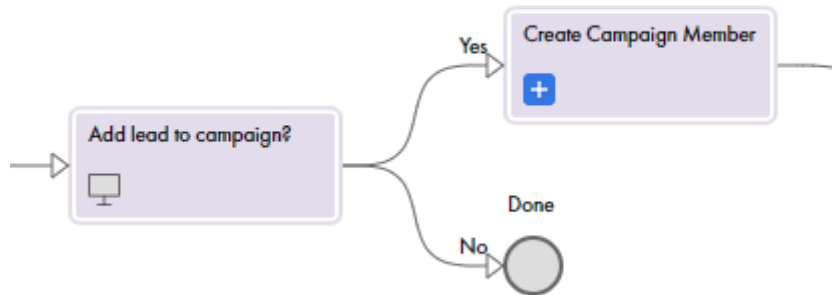 Yes
Create Campaign Member
Add lead to campaign?
Done
No